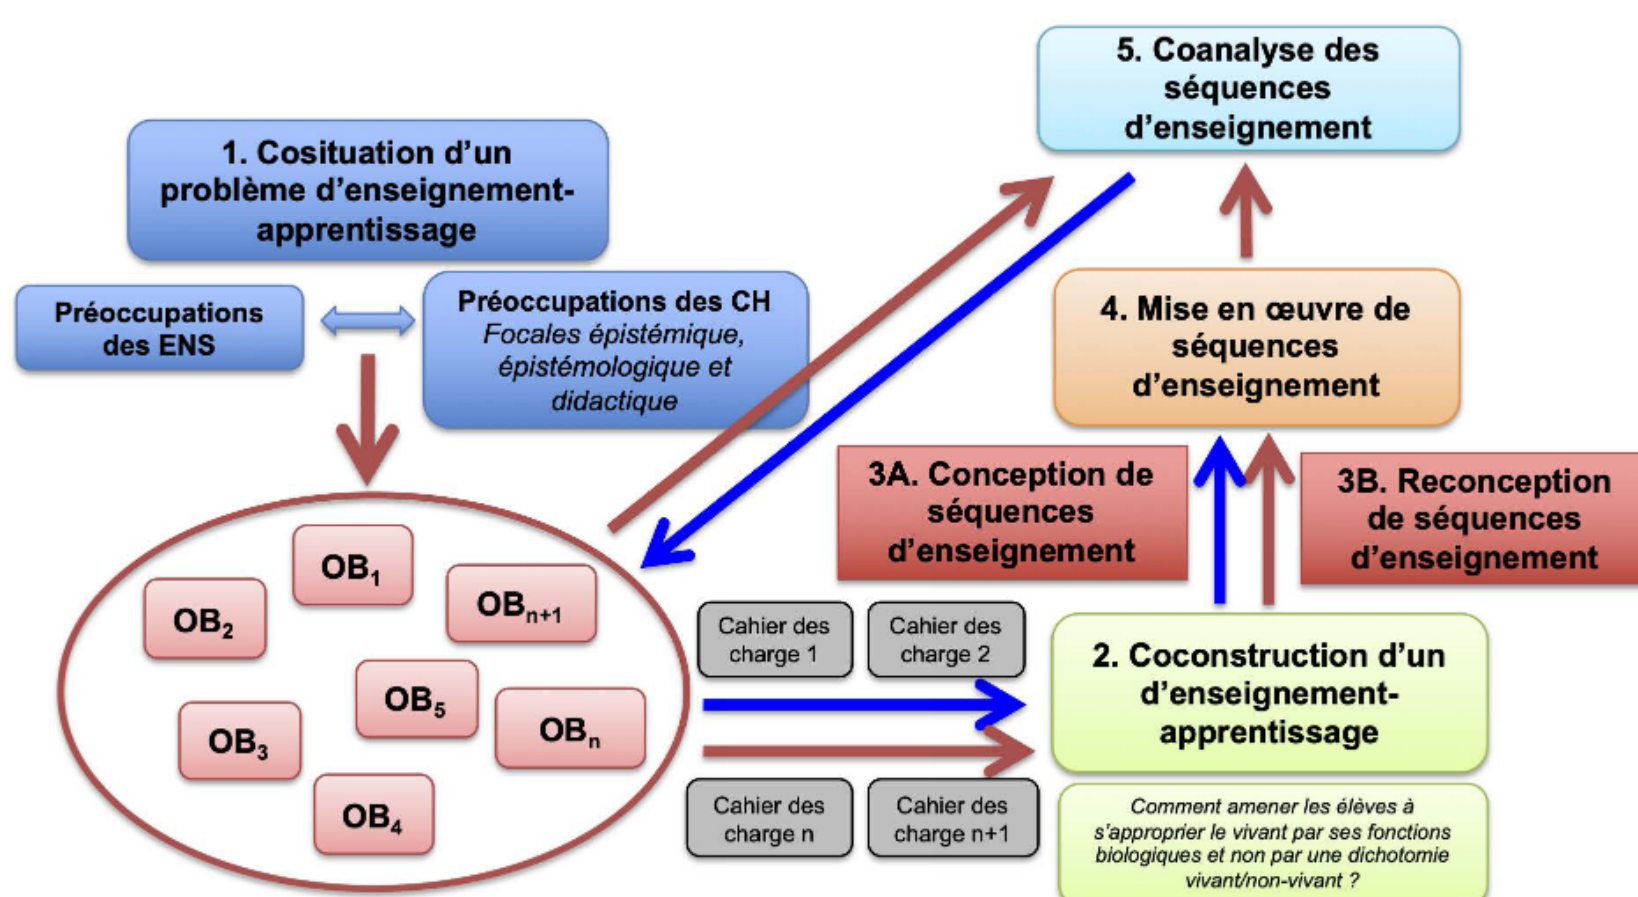 1. Cosituation d’un
problème d’enseignement-
apprentissage
Préoccupations
des ENS
Préoccupations des CH
Focales épistémique,
épistémologique et
didactique
OB1
OB2
OBn+1
OB5
OB3
OBn
OB4
Cahier des
charge 1
Cahier des
charge 2
Cahier des
charge n
Cahier des
charge n+1
2. Coconstruction d’un
d’enseignement-
apprentissage
Comment amener les élèves à
s’approprier le vivant par ses fonctions
biologiques et non par une dichotomie
vivant/non-vivant ?
3A. Conception de
séquences
d’enseignement
3B. Reconception
de séquences
d’enseignement
4. Mise en œuvre de
séquences
d’enseignement
5. Coanalyse des
séquences
d’enseignement